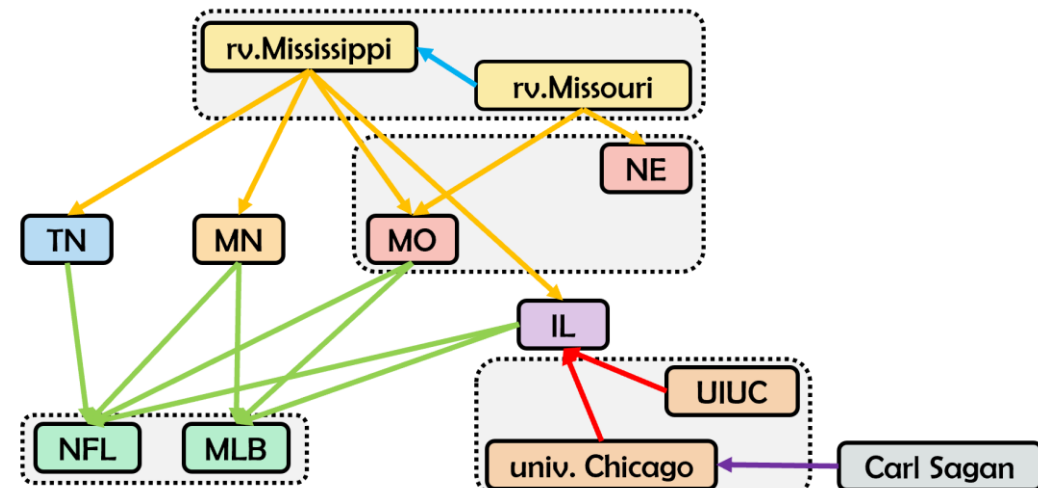 rv.Mississippi
rv.Missouri
NE
TN
MN
MO
IL
UIUC
NFL
MLB
univ. Chicago
Carl Sagan